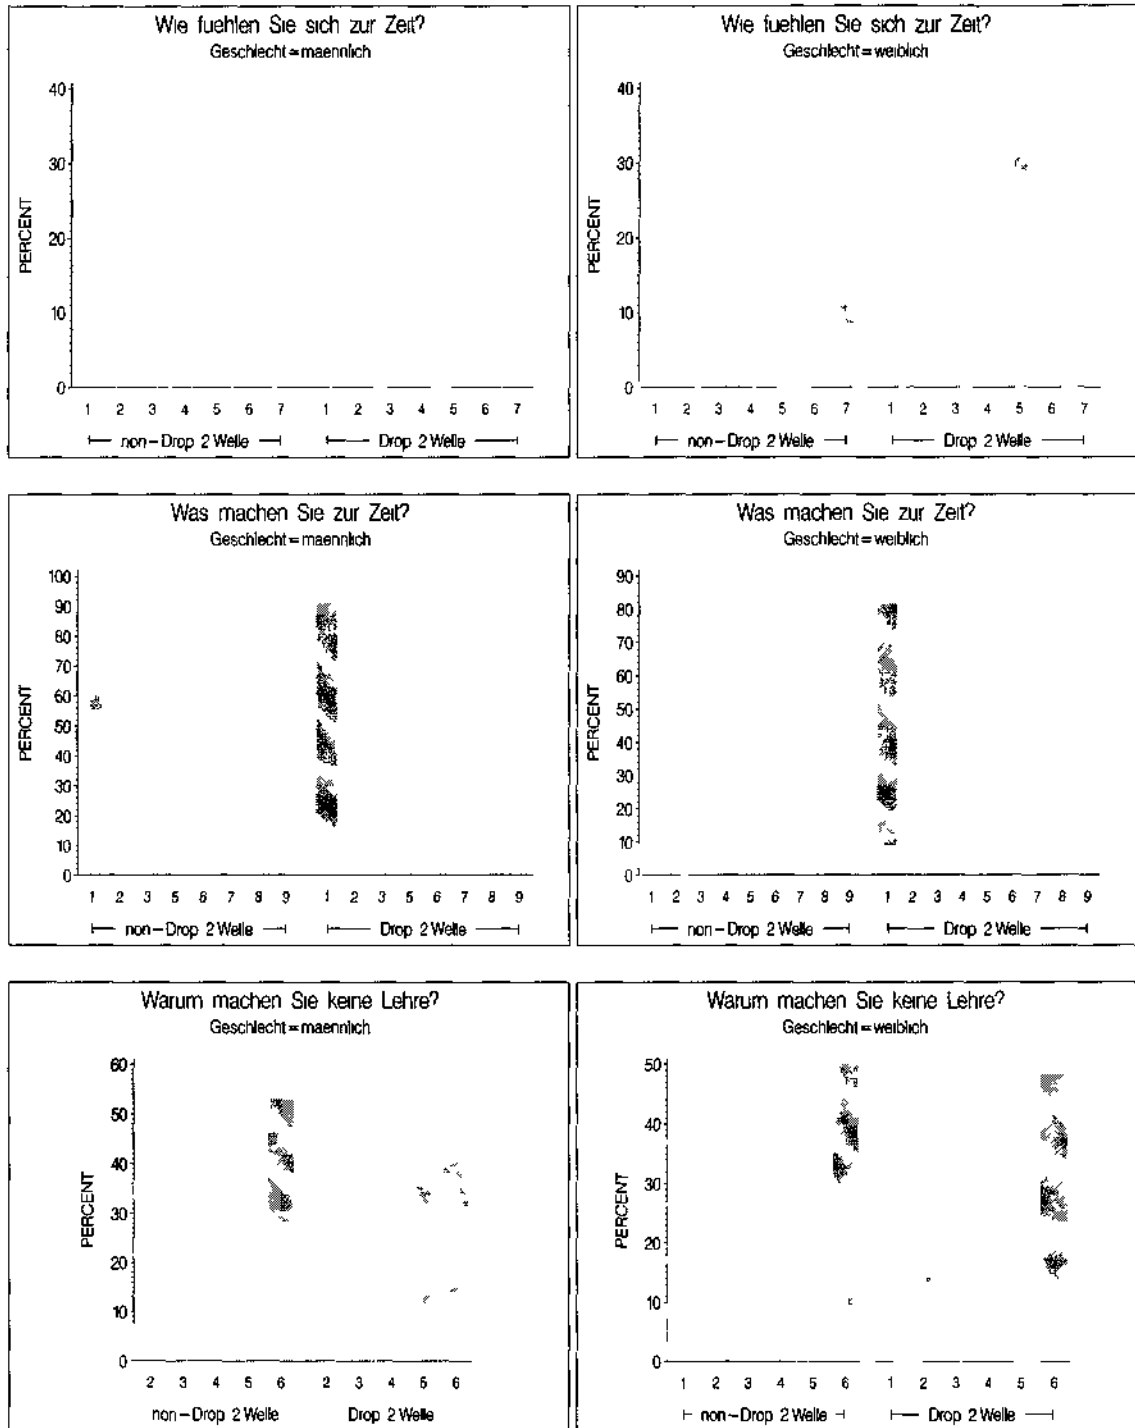 Wie fuehlen Sie sich zur Zeit?
Geschlecht=maennlich
PERCENT
40
30
20
10
0
1 2 3 4 5 6 7 1 2 3 4 5 6 7
non-Drop 2 Welle Drop 2 Welle
Wie fuehlen Sie sich zur Zeit?
Geschlecht=weiblich
PERCENT
40
30
20
10
0
1 2 3 4 5 6 7 1 2 3 4 5 6 7
non-Drop 2 Welle Drop 2 Welle
Was machen Sie zur Zeit?
Geschlecht=maennlich
PERCENT
100
90
80
70
60
50
40
30
20
10
0
1 2 3 4 5 6 7 8 9 1 2 3 4 5 6 7 8 9
non-Drop 2 Welle Drop 2 Welle
Was machen Sie zur Zeit?
Geschlecht=weiblich
PERCENT
90
80
70
60
50
40
30
20
10
0
1 2 3 4 5 6 7 8 9 1 2 3 4 5 6 7 8 9
non-Drop 2 Welle Drop 2 Welle
Warum machen Sie keine Lehre?
Geschlecht=maennlich
PERCENT
60
50
40
30
20
10
0
2 3 4 5 6 2 3 4 5 6
non-Drop 2 Welle Drop 2 Welle
Warum machen Sie keine Lehre?
Geschlecht=weiblich
PERCENT
50
40
30
20
10
0
1 2 3 4 5 6 1 2 3 4 5 6
non-Drop 2 Welle Drop 2 Welle